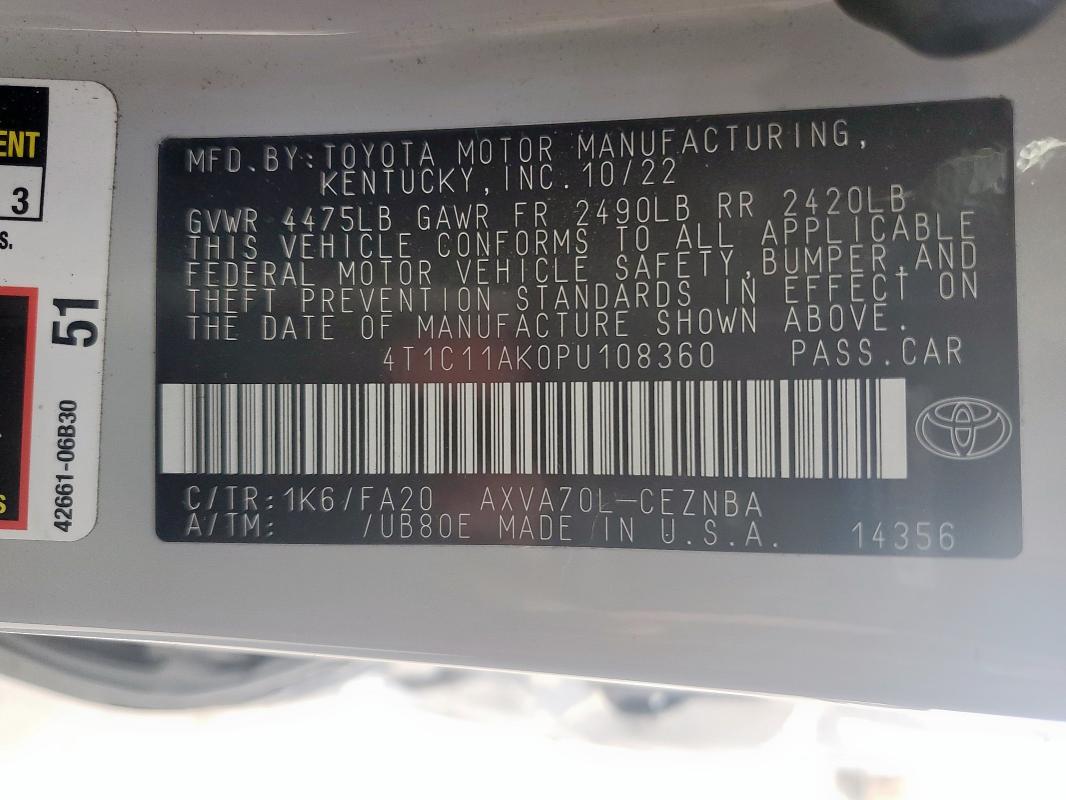 MFD.BY:TOYOTA MOTOR MANUFACTURING,
KENTUCKY, INC. 10/22
GVWR 4475LB GAWR FR 2490LB RR 2420LB
THIS VEHICLE CONFORMS TO ALL APPLICABLE
FEDERAL MOTOR VEHICLE SAFETY,BUMPER,AND
THEFT PREVENTION STANDARDS IN EFFECT ON
THE DATE OF MANUFACTURE SHOWN ABOVE.
4T1C11AK0PU108360 PASS.CAR
C/TR:1K6/FA20 AXVA70L-CEZNBA
A/TM: /UB80E MADE IN U.S.A. 14356
3
51
42661-06B30